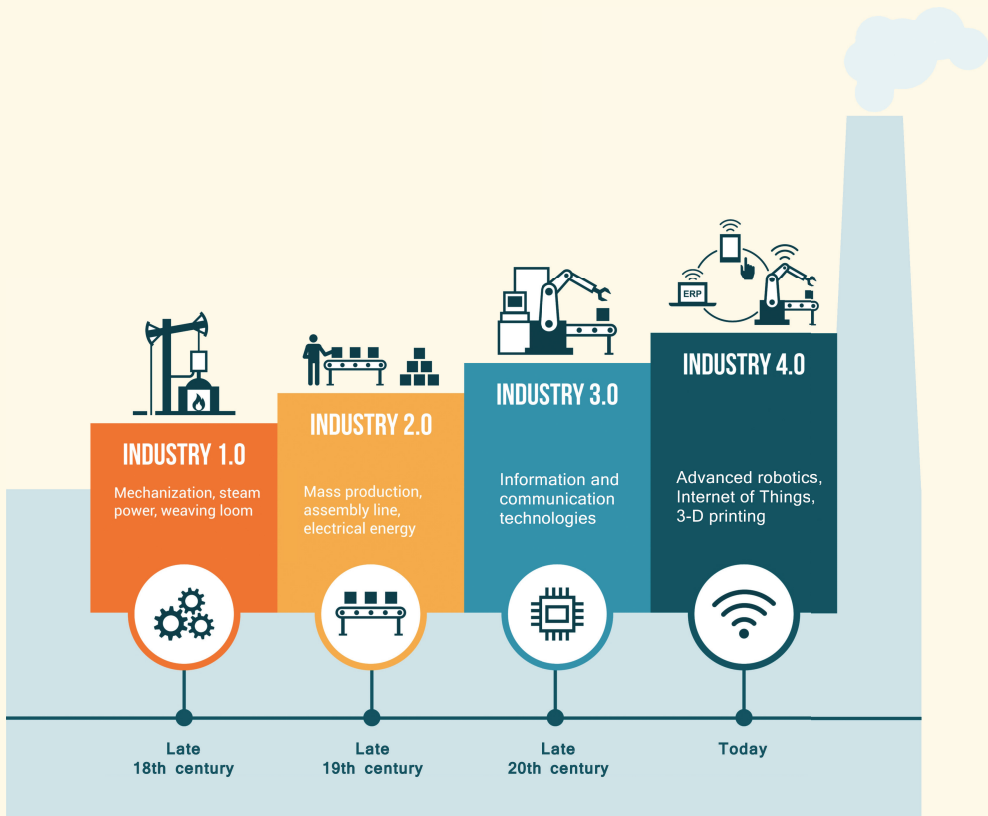 ERP
INDUSTRY 1.0
Mechanization, steam
power, weaving loom
Late
18th century
INDUSTRY 2.0
Mass production,
assembly line,
electrical energy
Late
19th century
INDUSTRY 3.0
Information and
communication
technologies
Late
20th century
INDUSTRY 4.0
Advanced robotics,
Internet of Things,
3-D printing
Today